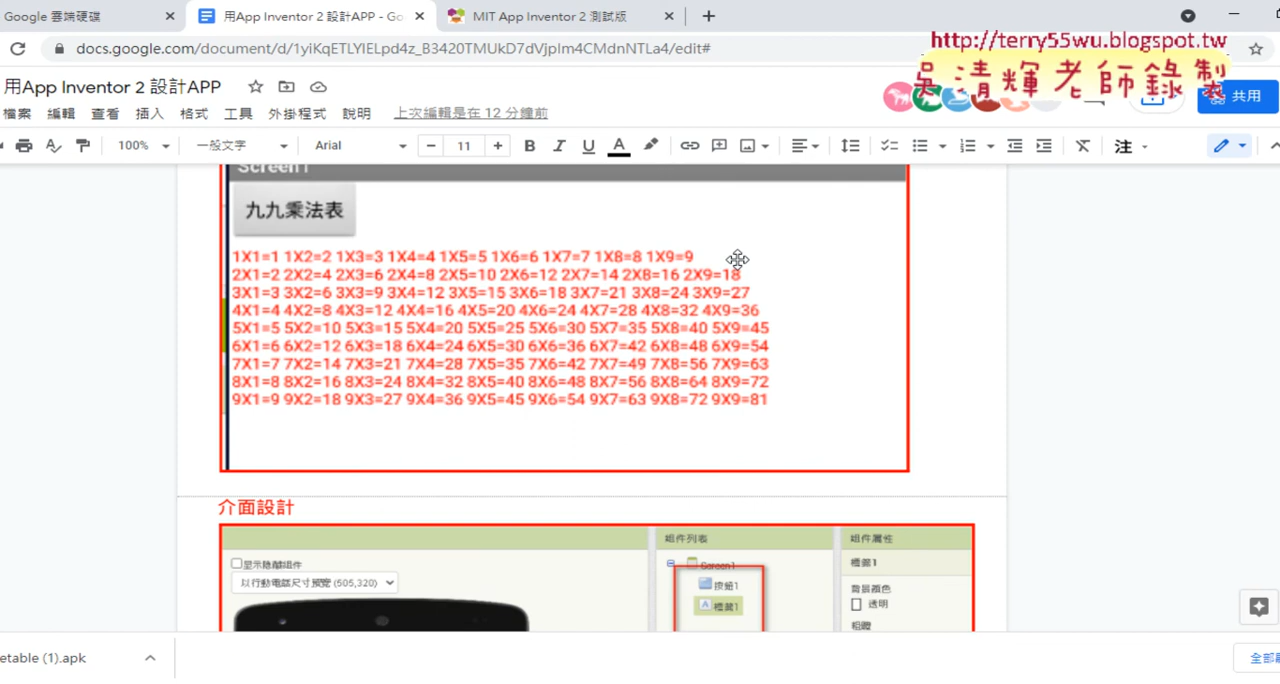 Google 雲端硬碟
用App Inventor 2 設計APP - Go
MIT App Inventor 2 測試版
docs.google.com/document/d/1yiKqETLYIELpd4z_B3420TMUkD7dVjpIm4CMdnNTLa4/edit#
http://terry55wu.blogspot.tw
吳清輝老師錄製
用App Inventor 2 設計APP
共用
檔案 編輯 查看 插入 格式 工具 外掛程式 說明 上次編輯是在 12 分鐘前
100% 一般文字 Arial 11 B I U A 注
Screen1
九九乘法表
1X1=1 1X2=2 1X3=3 1X4=4 1X5=5 1X6=6 1X7=7 1X8=8 1X9=9
2X1=2 2X2=4 2X3=6 2X4=8 2X5=10 2X6=12 2X7=14 2X8=16 2X9=18
3X1=3 3X2=6 3X3=9 3X4=12 3X5=15 3X6=18 3X7=21 3X8=24 3X9=27
4X1=4 4X2=8 4X3=12 4X4=16 4X5=20 4X6=24 4X7=28 4X8=32 4X9=36
5X1=5 5X2=10 5X3=15 5X4=20 5X5=25 5X6=30 5X7=35 5X8=40 5X9=45
6X1=6 6X2=12 6X3=18 6X4=24 6X5=30 6X6=36 6X7=42 6X8=48 6X9=54
7X1=7 7X2=14 7X3=21 7X4=28 7X5=35 7X6=42 7X7=49 7X8=56 7X9=63
8X1=8 8X2=16 8X3=24 8X4=32 8X5=40 8X6=48 8X7=56 8X8=64 8X9=72
9X1=9 9X2=18 9X3=27 9X4=36 9X5=45 9X6=54 9X7=63 9X8=72 9X9=81
介面設計
組件列表
組件屬性
显示隐藏组件
Screen1
標籤1
以行動電話尺寸預覽 (505,320)
按鈕1
背景顏色
A 標籤1
透明
粗體
etable (1).apk
全部